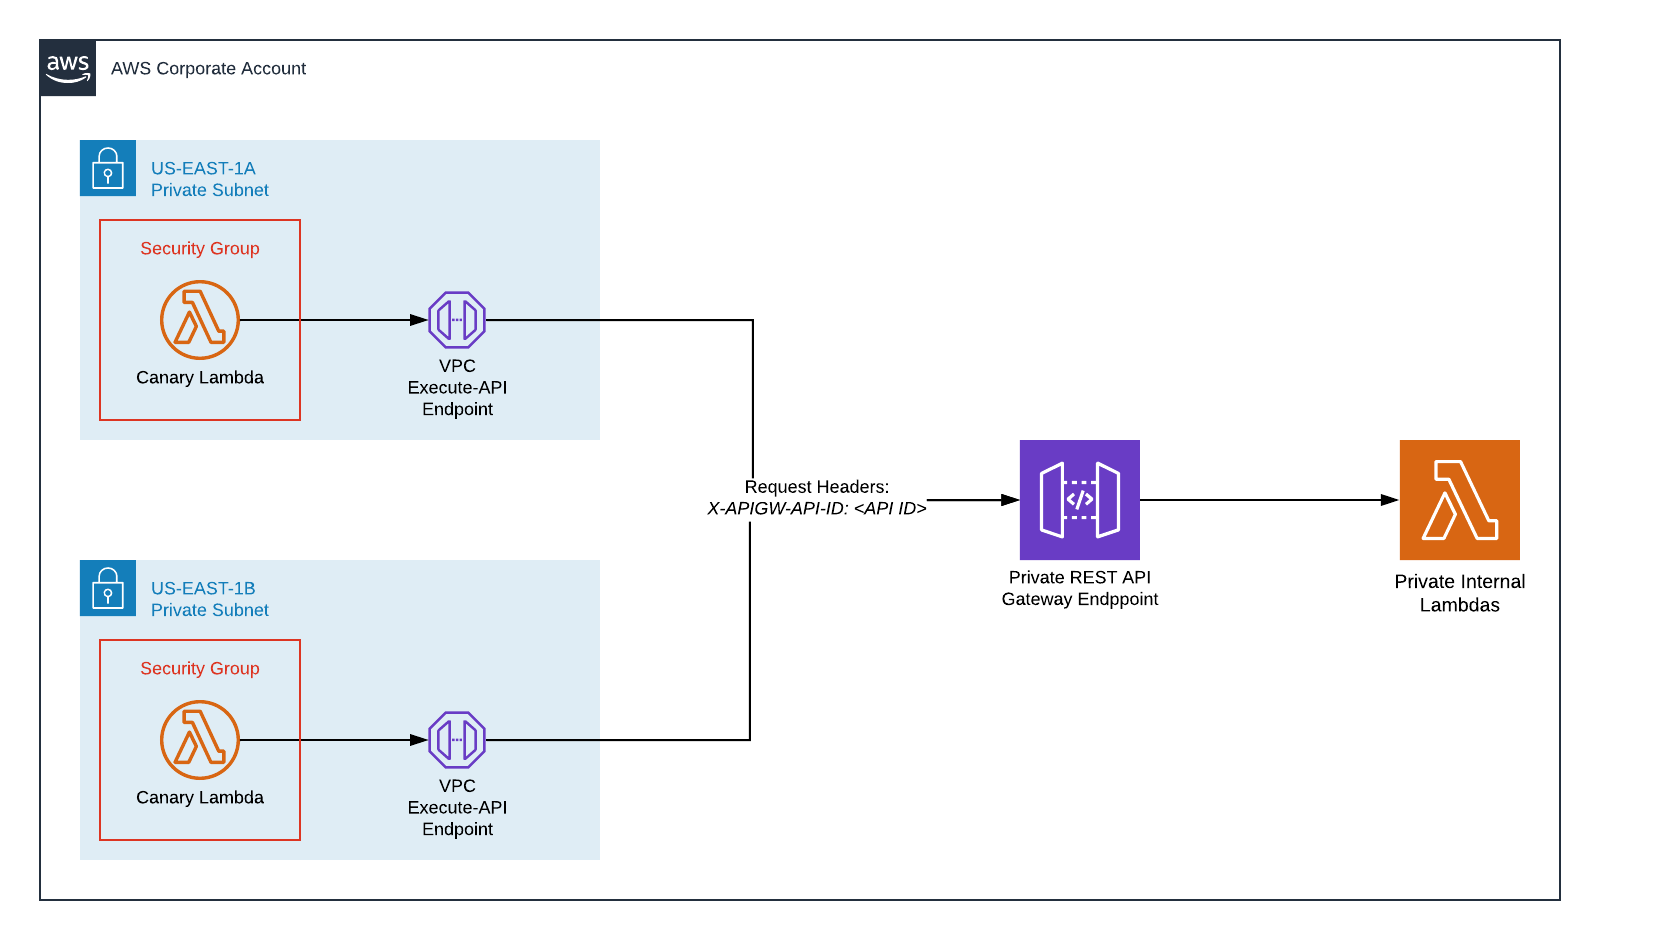 aws
AWS Corporate Account
US-EAST-1A
Private Subnet
Security Group
Canary Lambda
VPC
Execute-API
Endpoint
Request Headers:
X-APIGW-API-ID: <API ID>
Private REST API
Gateway Endppoint
Private Internal
Lambdas
US-EAST-1B
Private Subnet
Security Group
Canary Lambda
VPC
Execute-API
Endpoint